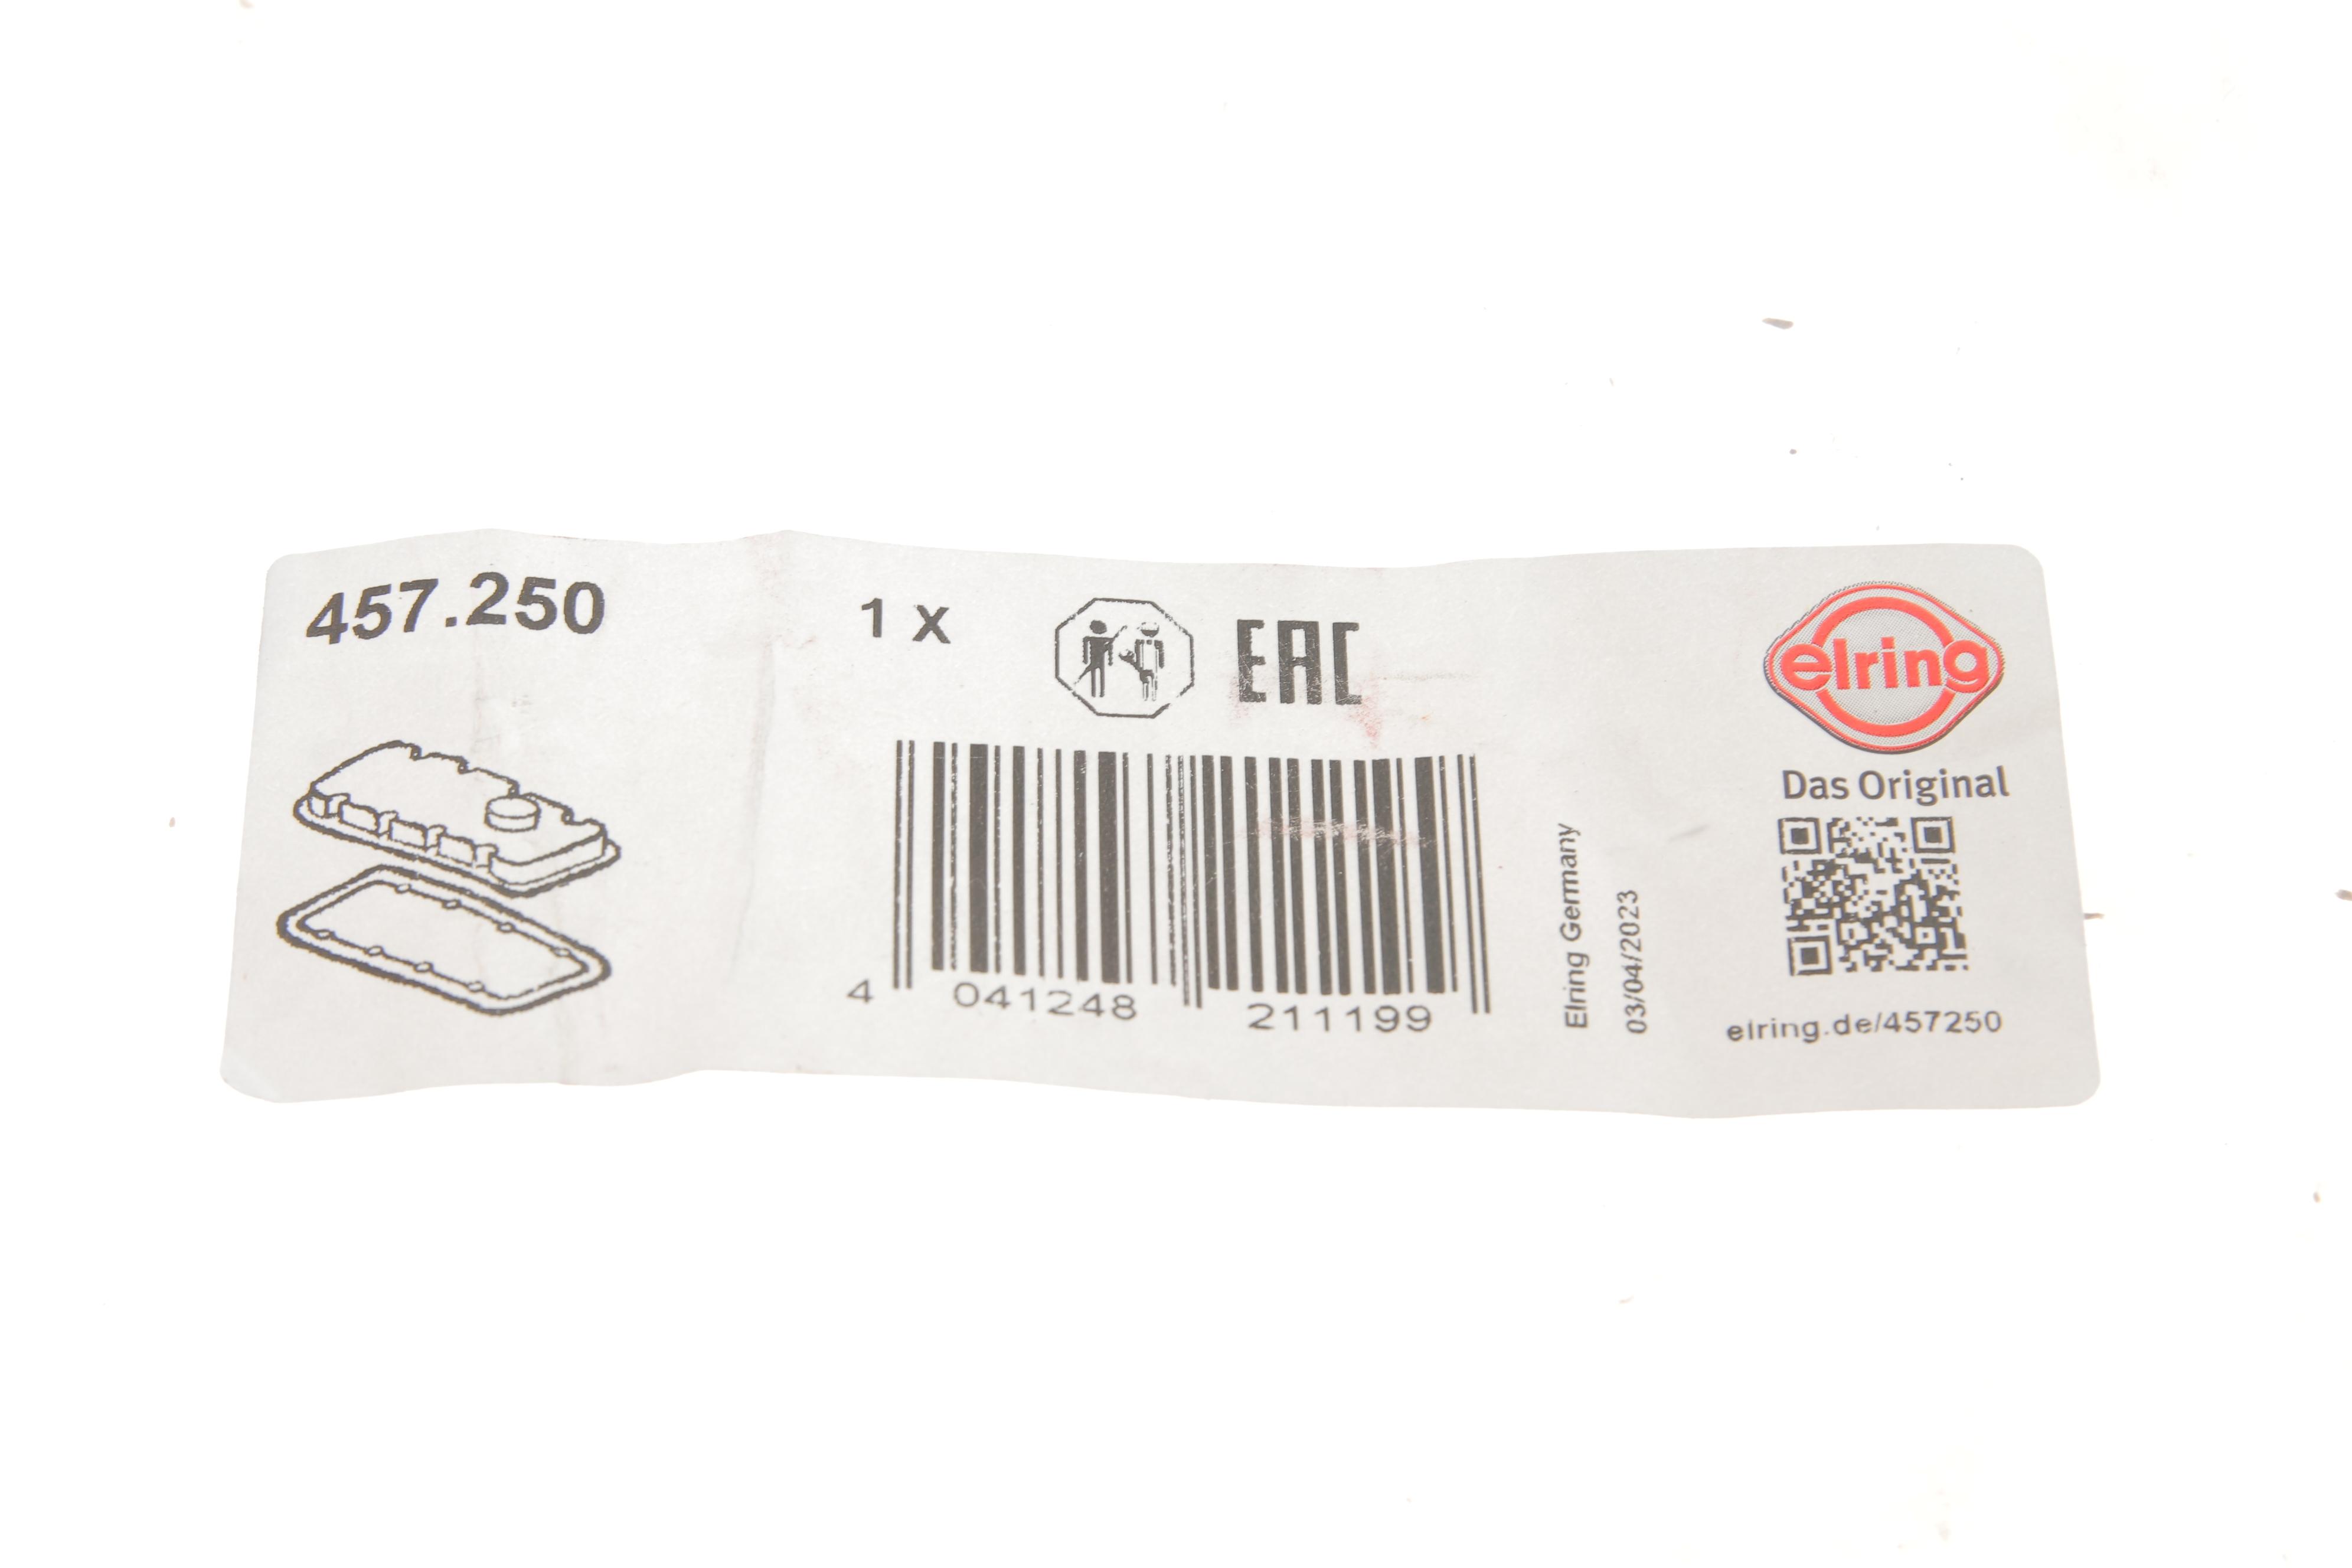 457.250
1 x
EAC
elring
Das Original
4 041248 211199
Elring Germany
03/04/2023
elring.de/457250